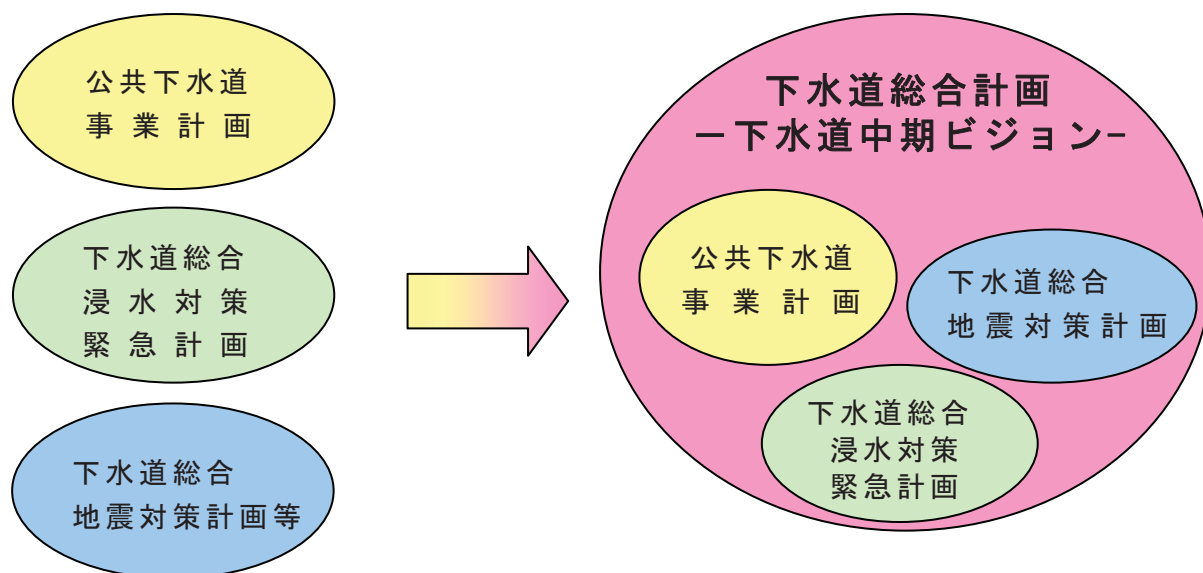 公共下水道
事業計画
下水道総合
浸水対策
緊急計画
下水道総合
地震対策計画等
下水道総合計画
－下水道中期ビジョン-
公共下水道
事業計画
下水道総合
地震対策計画
下水道総合
浸水対策
緊急計画